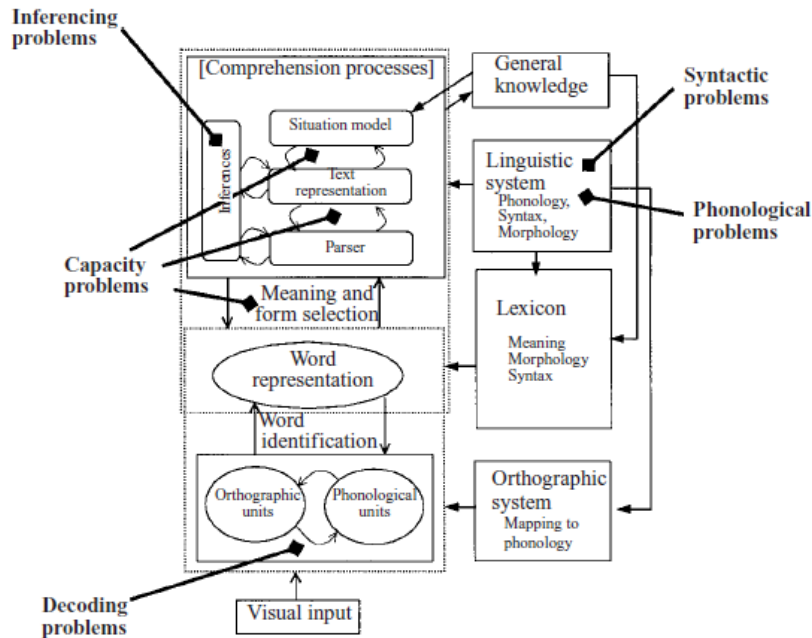 Inferencing
problems
[Comprehension processes]
General
knowledge
Syntactic
problems
Situation model
Inferences
Text
representation
Linguistic
system
Phonology,
Syntax,
Morphology
Phonological
problems
Parser
Capacity
problems
Meaning and
form selection
Lexicon
Meaning
Morphology
Syntax
Word
representation
Word
identification
Orthographic
units
Phonological
units
Orthographic
system
Mapping to
phonology
Decoding
problems
Visual input